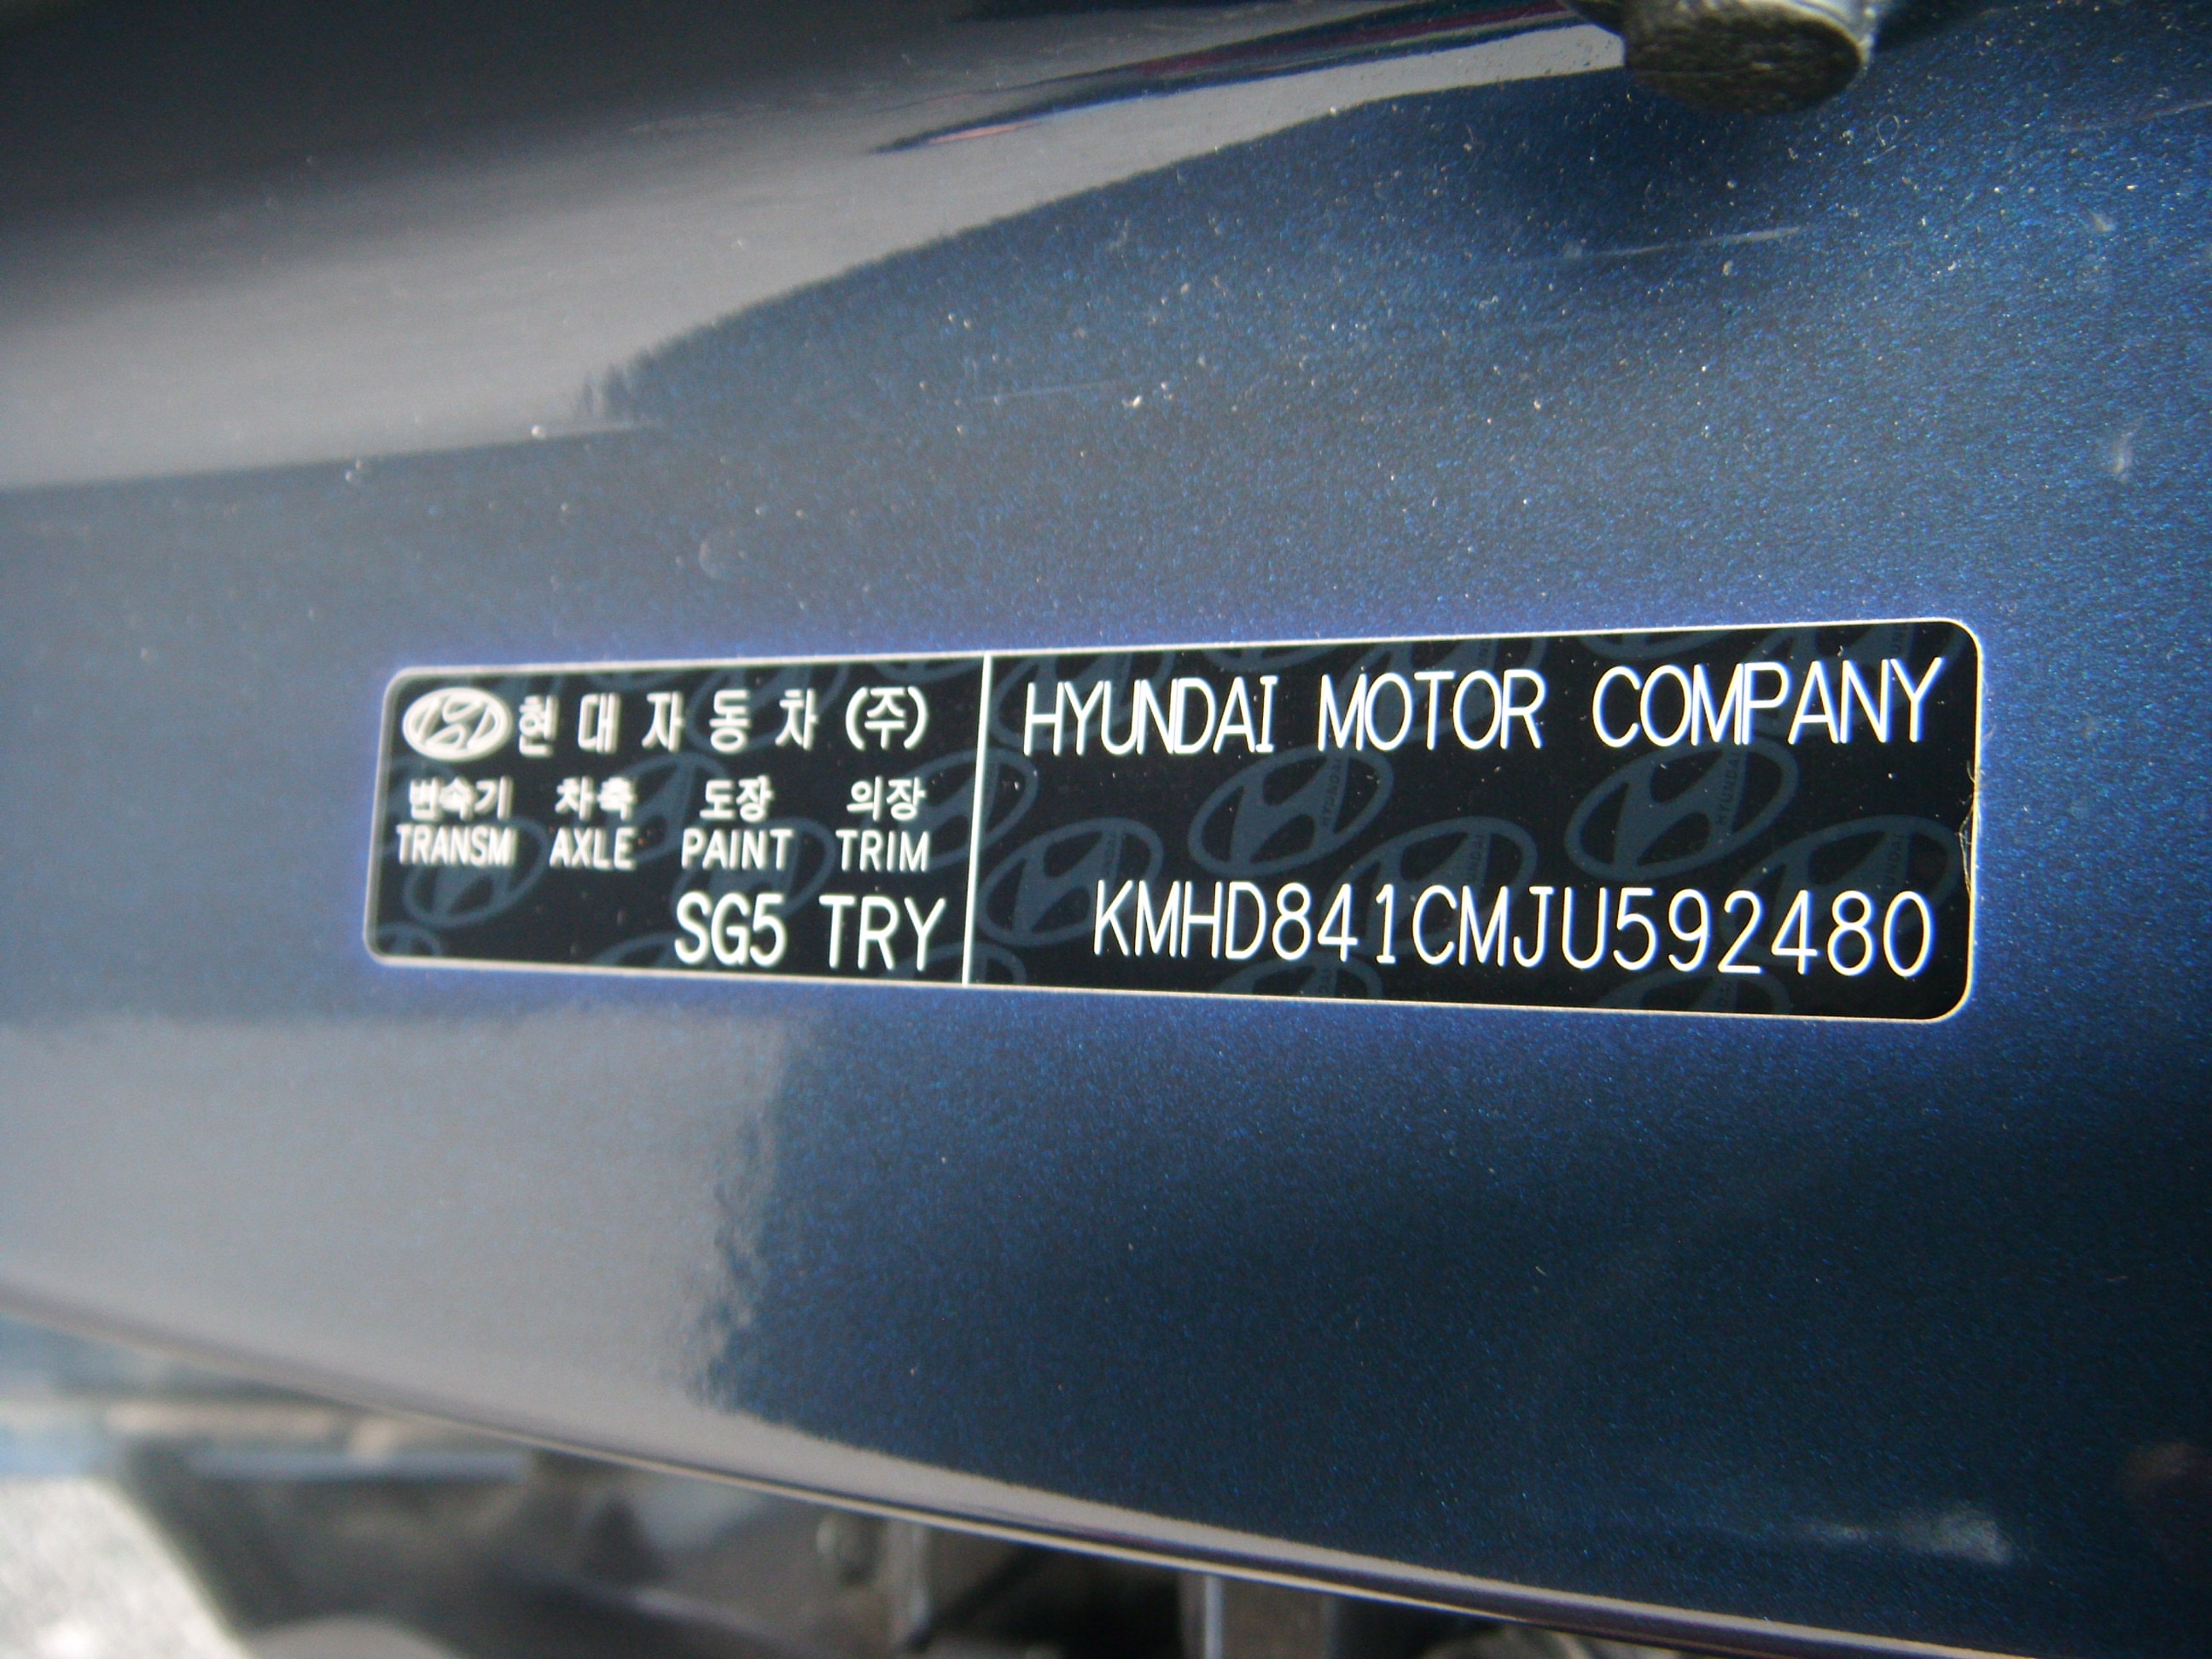 현대자동차(주)
변속기 차축 도장 의장
TRANSM AXLE PAINT TRIM
SG5 TRY
HYUNDAI MOTOR COMPANY
KMHD841CMJU592480